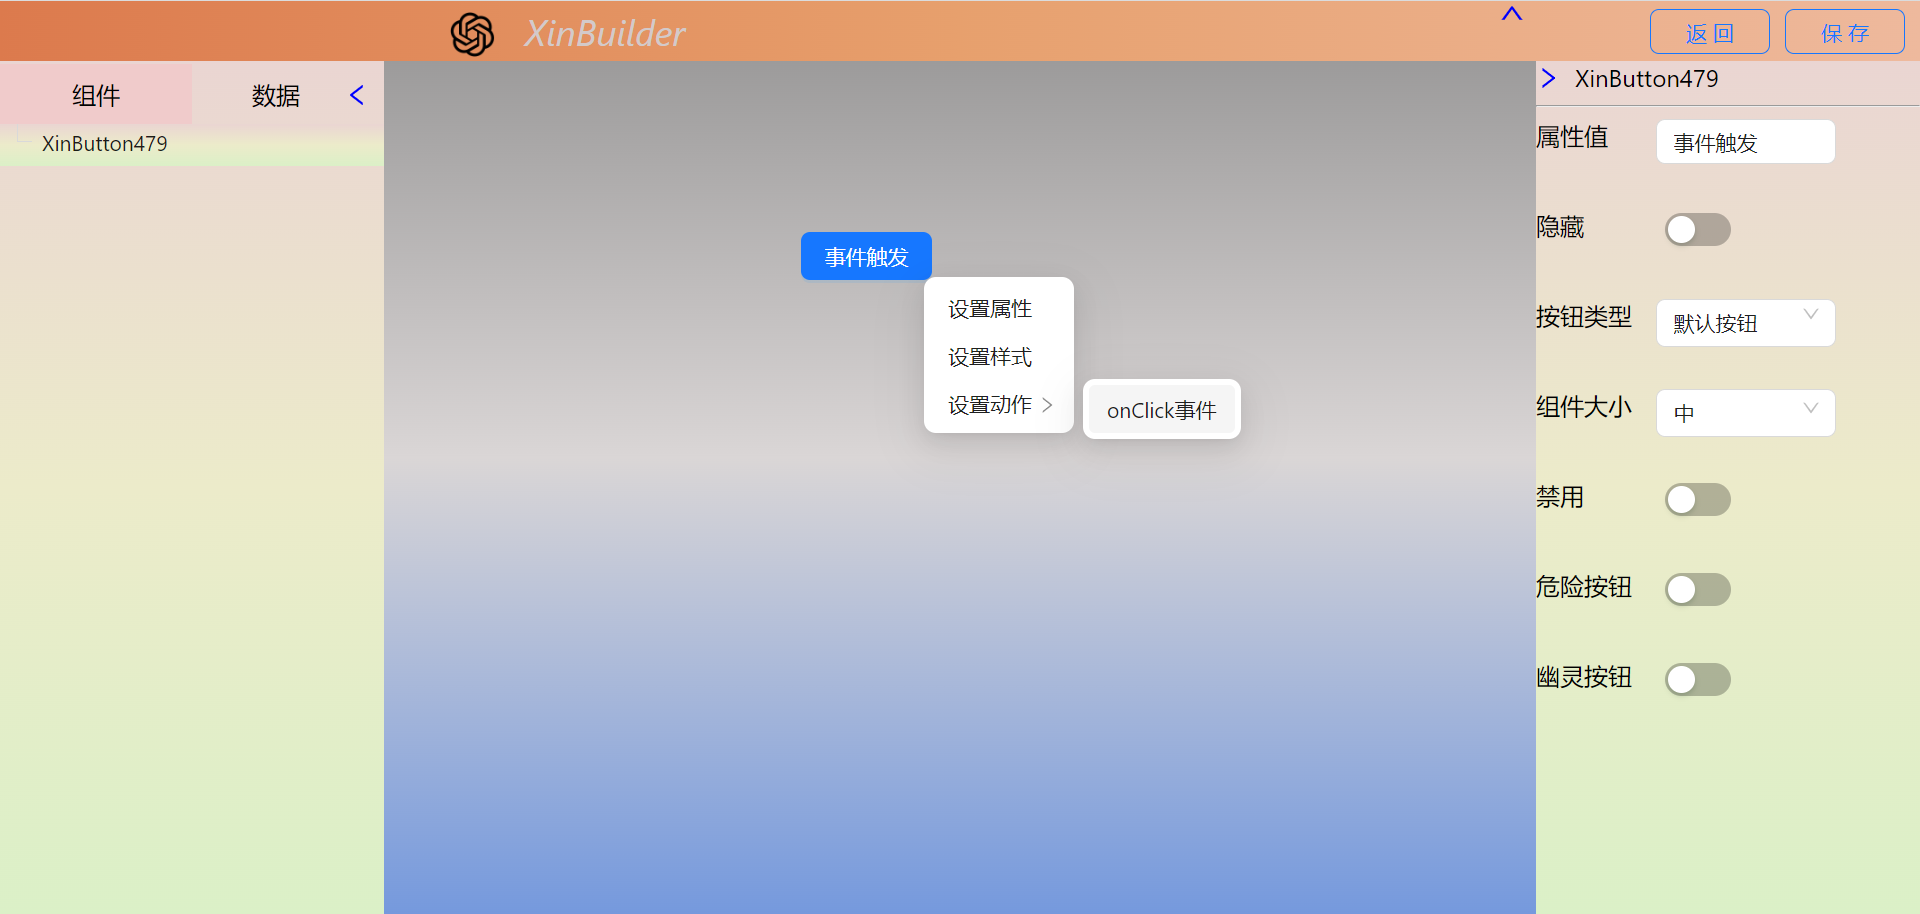 XinBuilder
返 回
保 存
组件
数据
XinButton479
事件触发
设置属性
设置样式
设置动作
onClick事件
XinButton479
属性值
事件触发
隐藏
按钮类型
默认按钮
组件大小
中
禁用
危险按钮
幽灵按钮